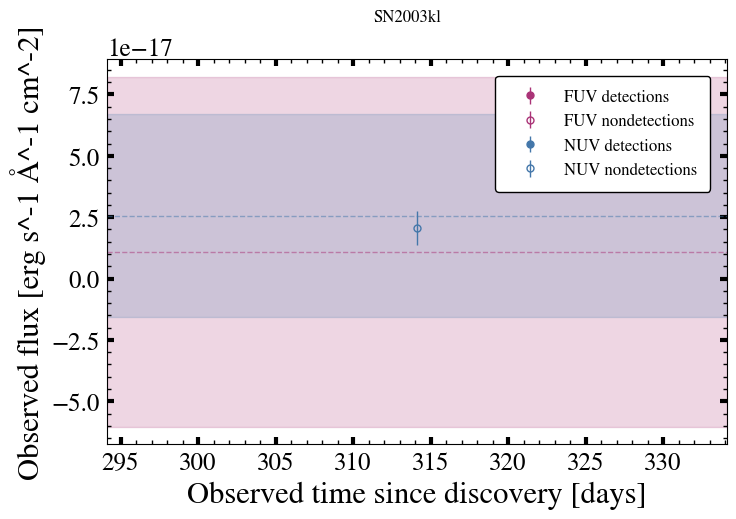 SN2003kl
1e−17
Observed flux [erg s^-1 Å^-1 cm^-2]
7.5
5.0
2.5
0.0
−2.5
−5.0
FUV detections
FUV nondetections
NUV detections
NUV nondetections
295 300 305 310 315 320 325 330
Observed time since discovery [days]